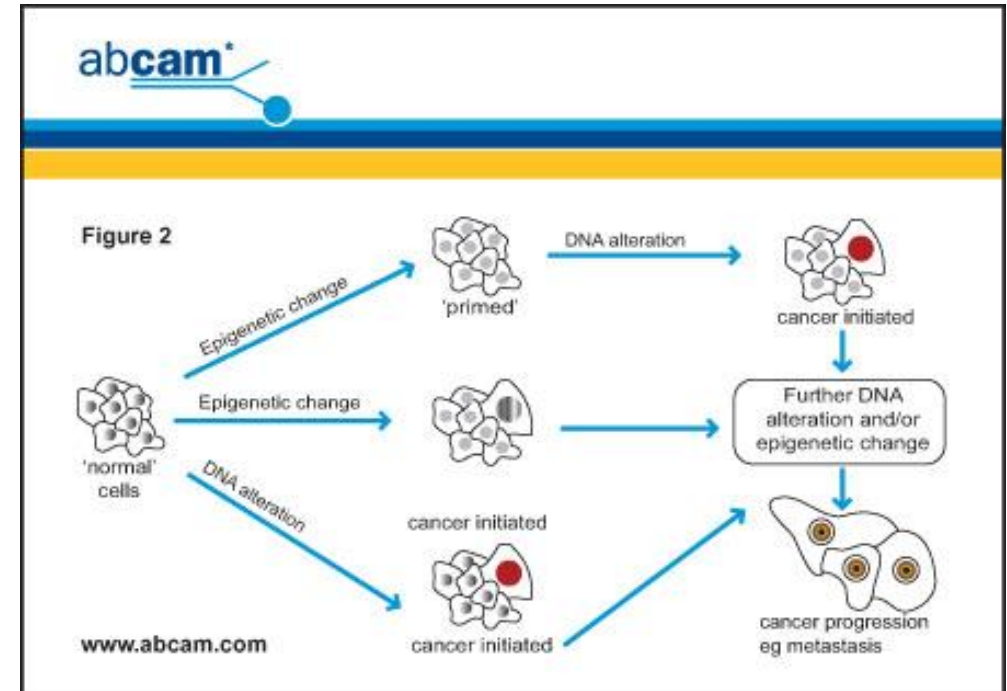 abcam*
Figure 2
Epigenetic change
'primed'
DNA alteration
cancer initiated
'normal'
cells
Epigenetic change
Further DNA
alteration and/or
epigenetic change
DNA alteration
cancer initiated
cancer initiated
cancer progression
eg metastasis
www.abcam.com